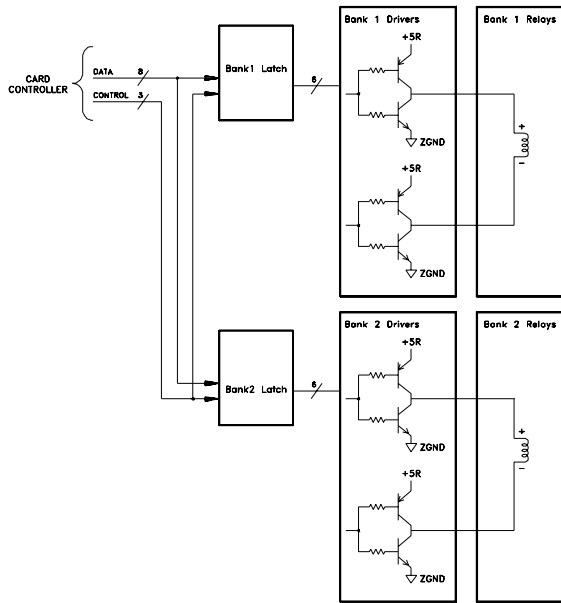 Bank 1 Drivers
Bank 1 Relays
+5R
CARD
CONTROLLER
DATA
8
CONTROL
3
Bank1 Latch
6
ZGND
+
-
+5R
ZGND
Bank 2 Drivers
Bank 2 Relays
+5R
Bank2 Latch
6
ZGND
+
-
+5R
ZGND